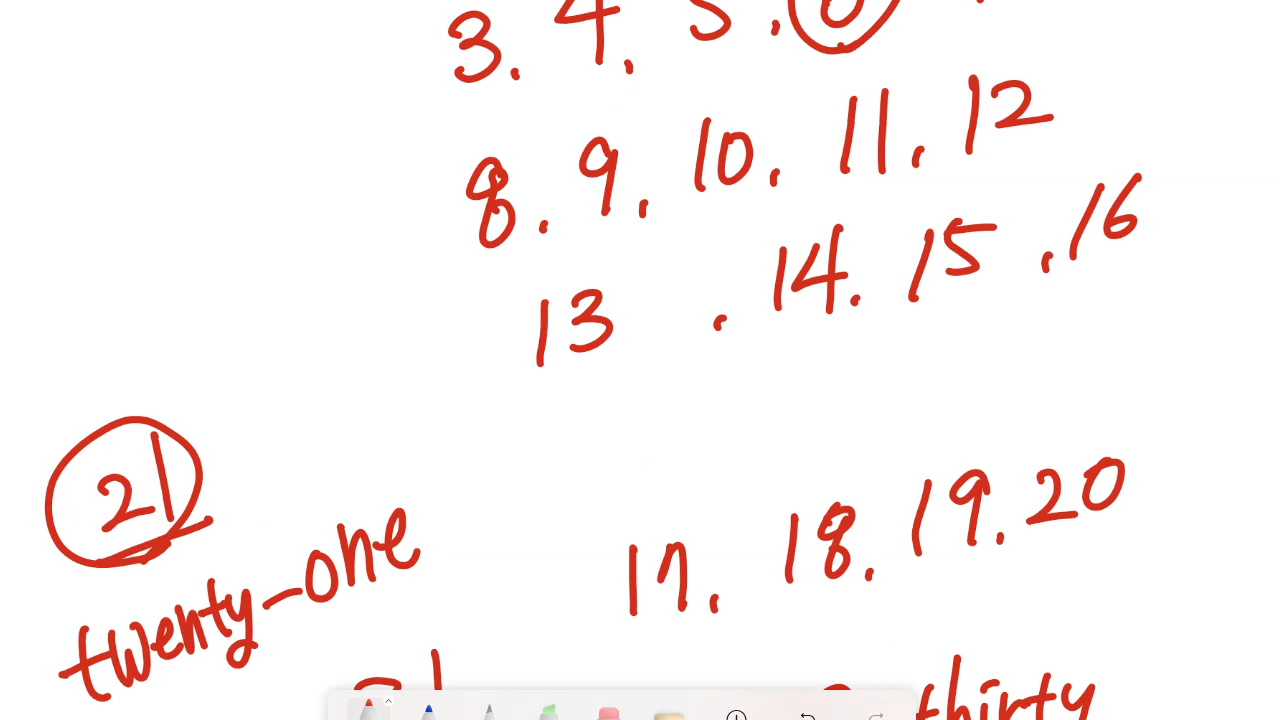 3. 4. 5. 6
8. 9. 10. 11. 12
13 . 14. 15 . 16
21
twenty-one
17. 18. 19. 20
thirty